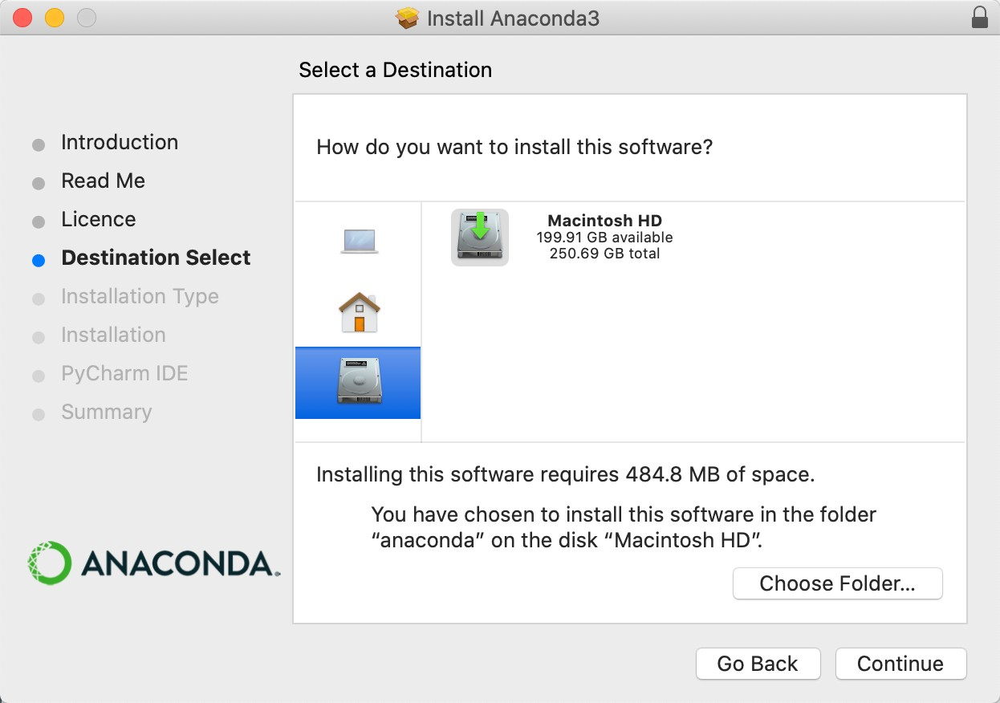 Install Anaconda3
Select a Destination
Introduction
Read Me
Licence
Destination Select
Installation Type
Installation
PyCharm IDE
Summary
ANACONDA.
How do you want to install this software?
Macintosh HD
199.91 GB available
250.69 GB total
Installing this software requires 484.8 MB of space.
You have chosen to install this software in the folder
“anaconda” on the disk “Macintosh HD”.
Choose Folder...
Go Back
Continue